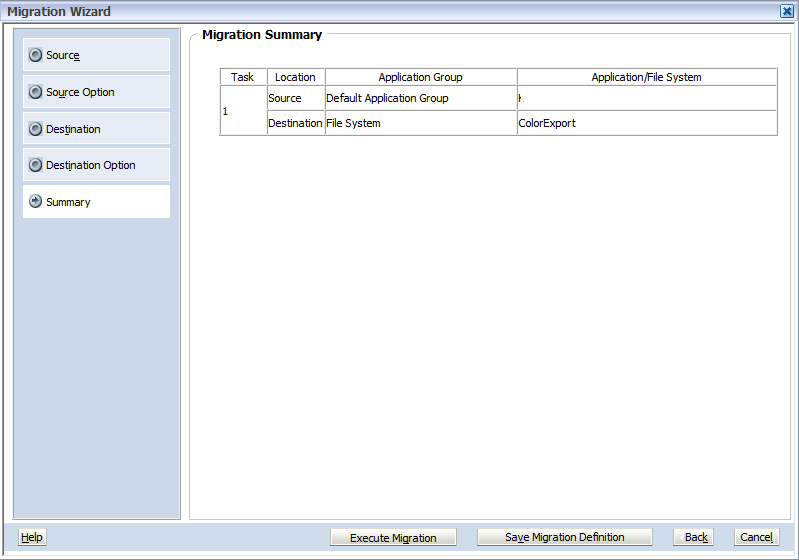 Migration Wizard
Source
Source Option
Destination
Destination Option
Summary
Migration Summary
Task Location Application Group Application/File System
1
Source Default Application Group
Destination File System ColorExport
Help Execute Migration Save Migration Definition Back Cancel